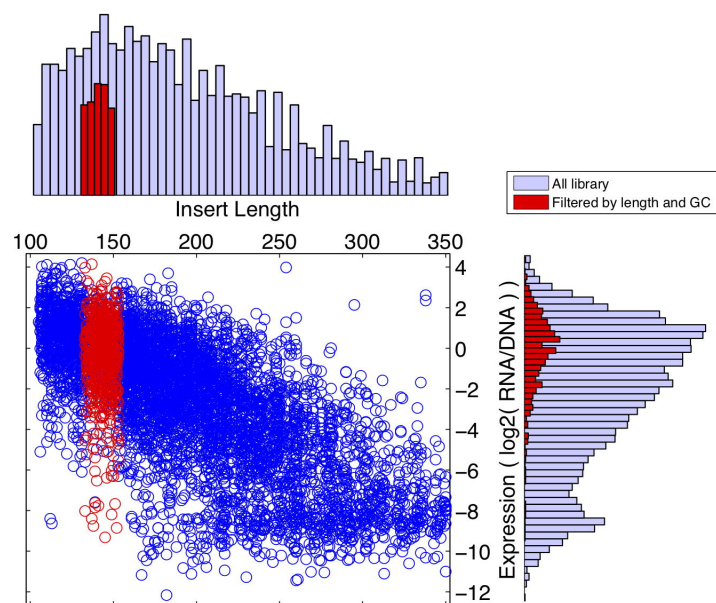 Insert Length
All library
Filtered by length and GC
100 150 200 250 300 350
4
2
0
−2
−4
−6
−8
−10
−12
Expression ( log2( RNA/DNA ) )